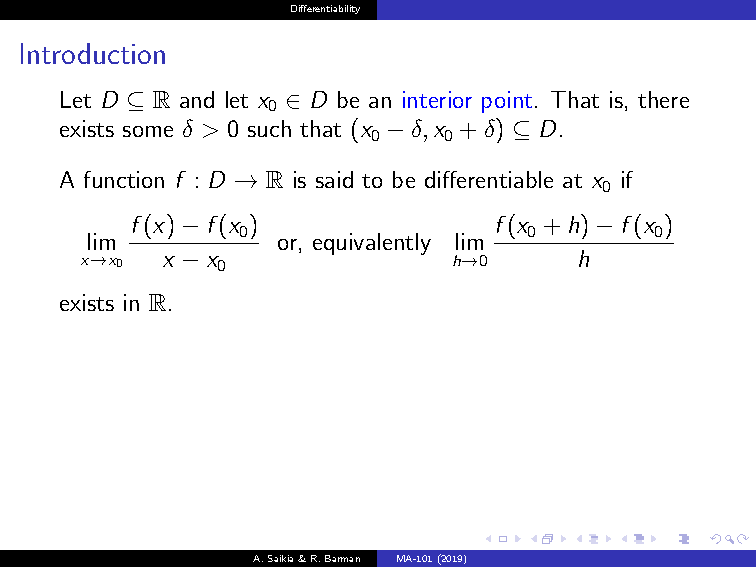 Differentiability
Introduction
Let D ⊆ ℝ and let x₀ ∈ D be an interior point. That is, there
exists some δ > 0 such that (x₀ − δ, x₀ + δ) ⊆ D.
A function f : D → ℝ is said to be differentiable at x₀ if
lim_{x→x₀} (f(x) − f(x₀))/(x − x₀) or, equivalently lim_{h→0} (f(x₀ + h) − f(x₀))/h
exists in ℝ.
A. Saikia & R. Barman MA-101 (2019)